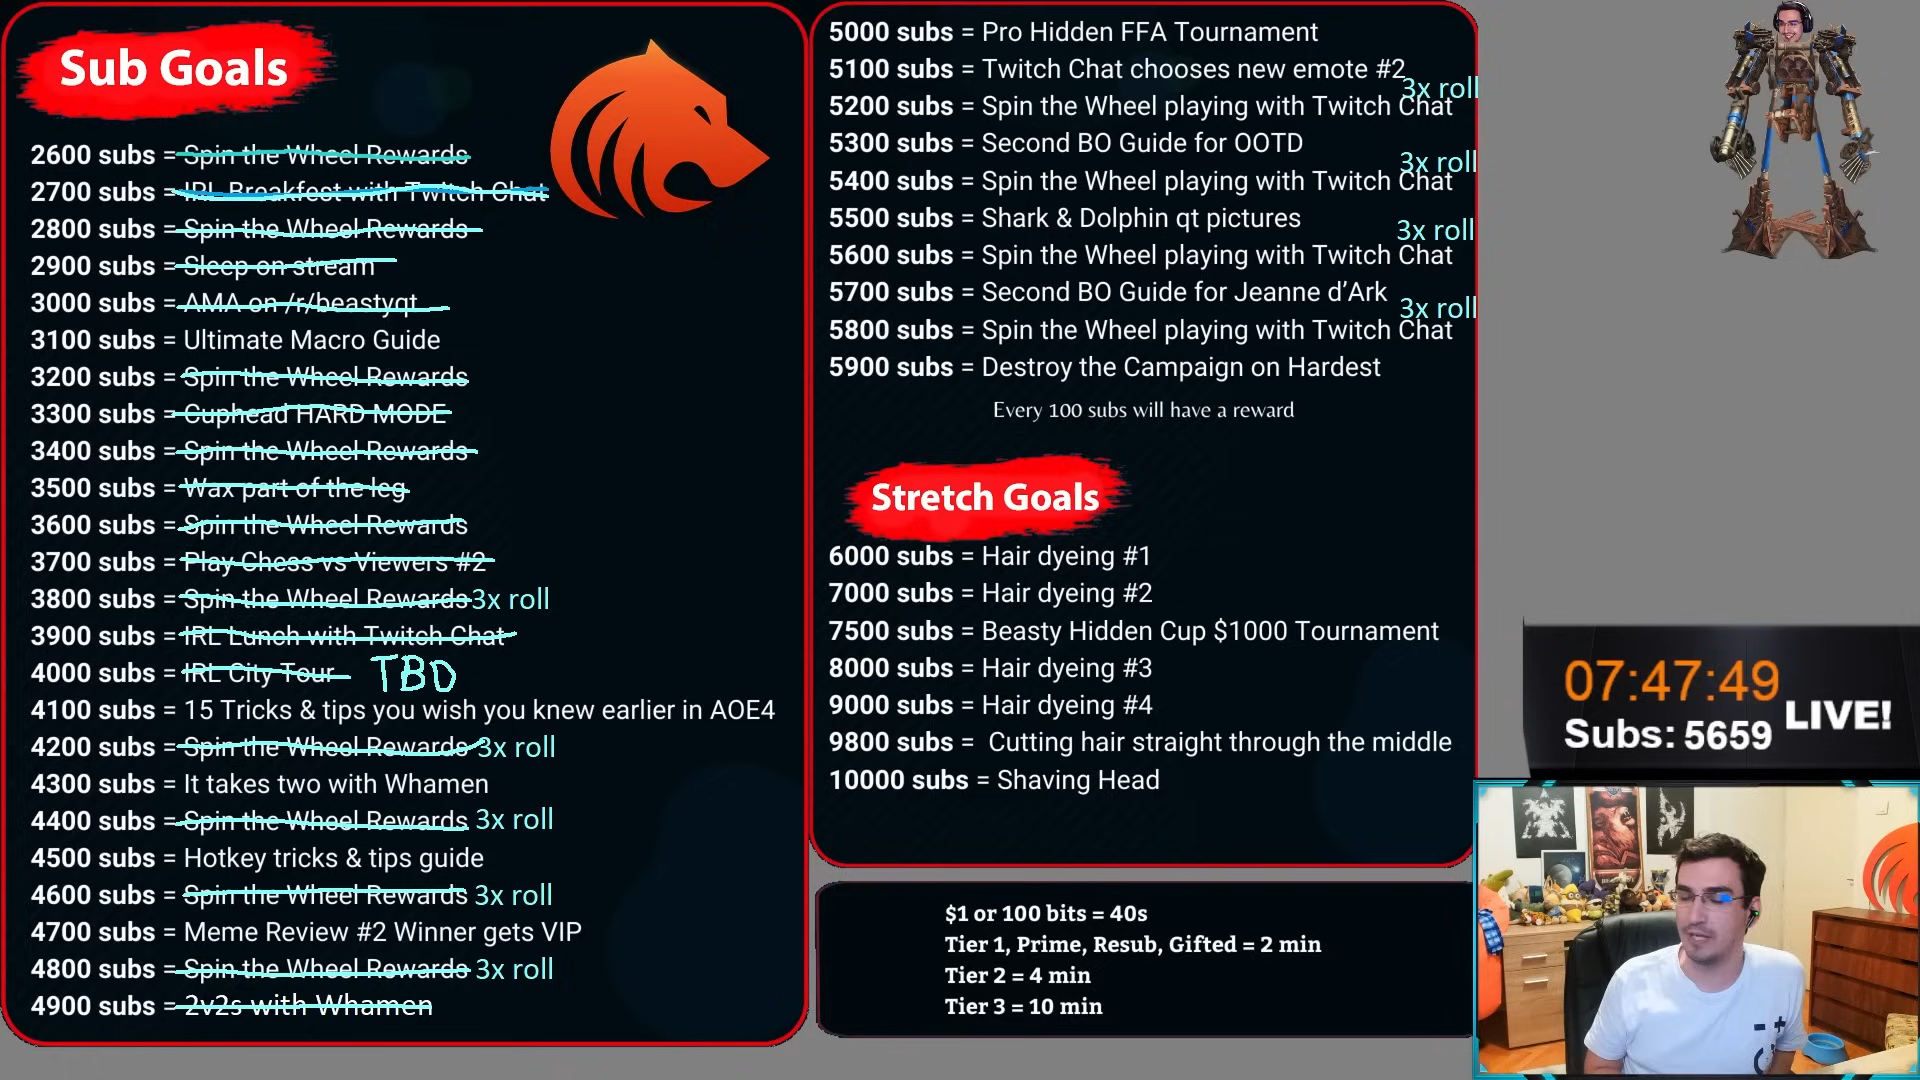 Sub Goals
2600 subs = Spin the Wheel Rewards
2700 subs = IRL Breakfest with Twitch Chat
2800 subs = Spin the Wheel Rewards
2900 subs = Sleep on stream
3000 subs = AMA on /r/beastyqt
3100 subs = Ultimate Macro Guide
3200 subs = Spin the Wheel Rewards
3300 subs = Cuphead HARD MODE
3400 subs = Spin the Wheel Rewards
3500 subs = Wax part of the leg
3600 subs = Spin the Wheel Rewards
3700 subs = Play Chess vs Viewers #2
3800 subs = Spin the Wheel Rewards 3x roll
3900 subs = IRL Lunch with Twitch Chat
4000 subs = IRL City Tour TBD
4100 subs = 15 Tricks & tips you wish you knew earlier in AOE4
4200 subs = Spin the Wheel Rewards 3x roll
4300 subs = It takes two with Whamen
4400 subs = Spin the Wheel Rewards 3x roll
4500 subs = Hotkey tricks & tips guide
4600 subs = Spin the Wheel Rewards 3x roll
4700 subs = Meme Review #2 Winner gets VIP
4800 subs = Spin the Wheel Rewards 3x roll
4900 subs = 2v2s with Whamen
5000 subs = Pro Hidden FFA Tournament
5100 subs = Twitch Chat chooses new emote #2
3x roll
5200 subs = Spin the Wheel playing with Twitch Chat
5300 subs = Second BO Guide for OOTD
3x roll
5400 subs = Spin the Wheel playing with Twitch Chat
5500 subs = Shark & Dolphin qt pictures
3x roll
5600 subs = Spin the Wheel playing with Twitch Chat
5700 subs = Second BO Guide for Jeanne d’Ark
3x roll
5800 subs = Spin the Wheel playing with Twitch Chat
5900 subs = Destroy the Campaign on Hardest
Every 100 subs will have a reward
Stretch Goals
6000 subs = Hair dyeing #1
7000 subs = Hair dyeing #2
7500 subs = Beasty Hidden Cup $1000 Tournament
8000 subs = Hair dyeing #3
9000 subs = Hair dyeing #4
9800 subs = Cutting hair straight through the middle
10000 subs = Shaving Head
$1 or 100 bits = 40s
Tier 1, Prime, Resub, Gifted = 2 min
Tier 2 = 4 min
Tier 3 = 10 min
07:47:49
Subs: 5659
LIVE!